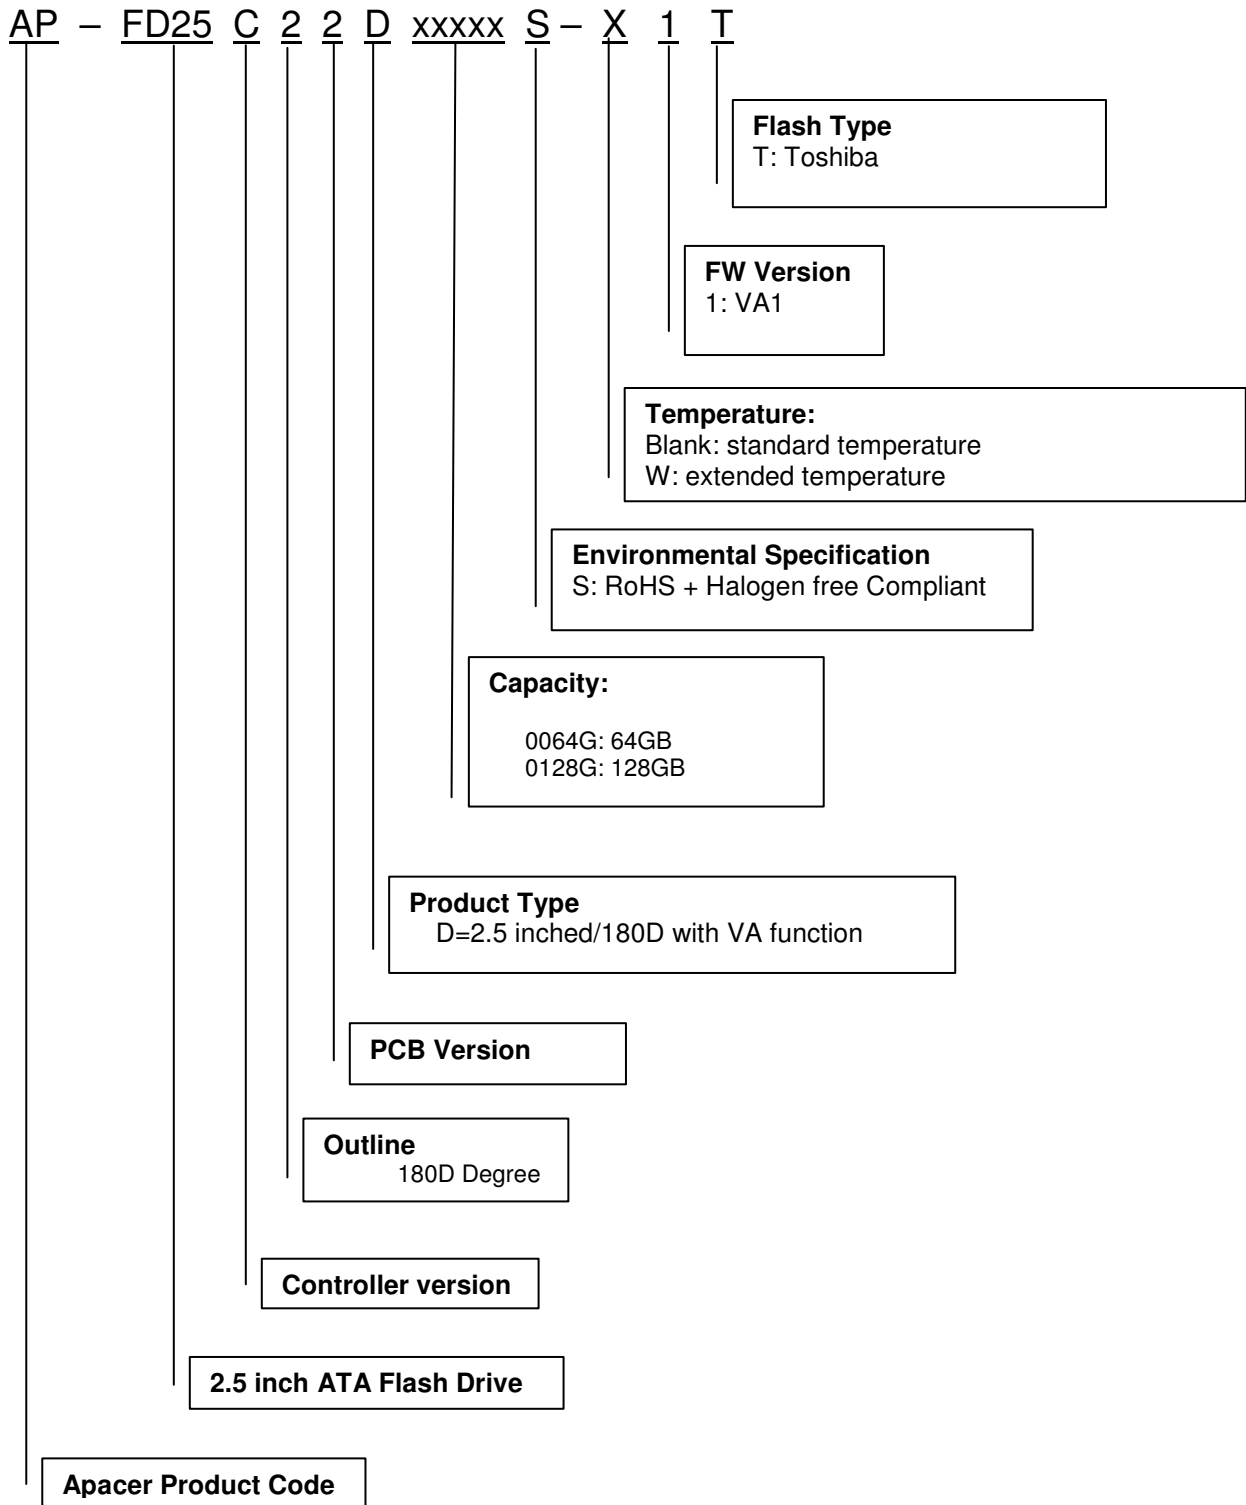 AP – FD25 C 2 2 D xxxxx S – X 1 T
Flash Type
T: Toshiba
FW Version
1: VA1
Temperature:
Blank: standard temperature
W: extended temperature
Environmental Specification
S: RoHS + Halogen free Compliant
Capacity:
0064G: 64GB
0128G: 128GB
Product Type
D=2.5 inched/180D with VA function
PCB Version
Outline
180D Degree
Controller version
2.5 inch ATA Flash Drive
Apacer Product Code